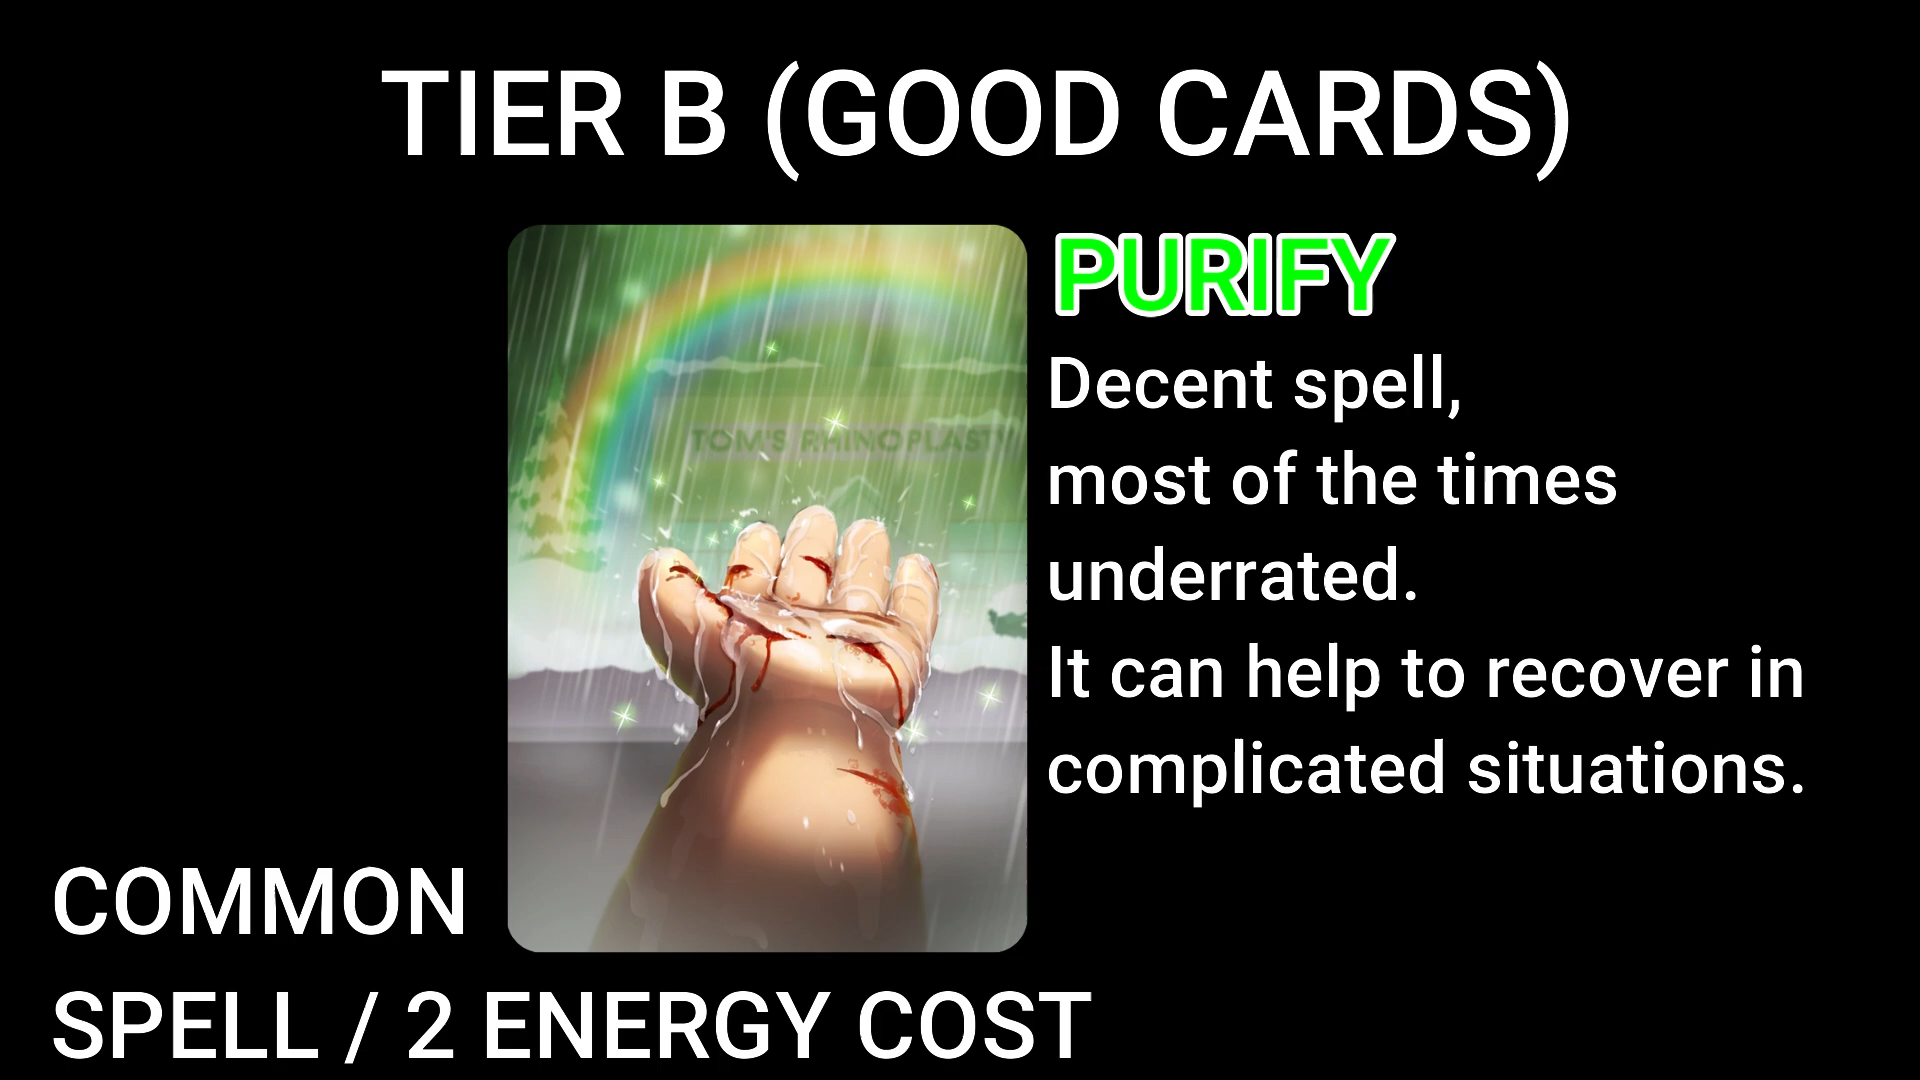 TIER B (GOOD CARDS)
PURIFY
Decent spell,
most of the times
underrated.
It can help to recover in
complicated situations.
TOM'S RHINOPLASTY
COMMON
SPELL / 2 ENERGY COST